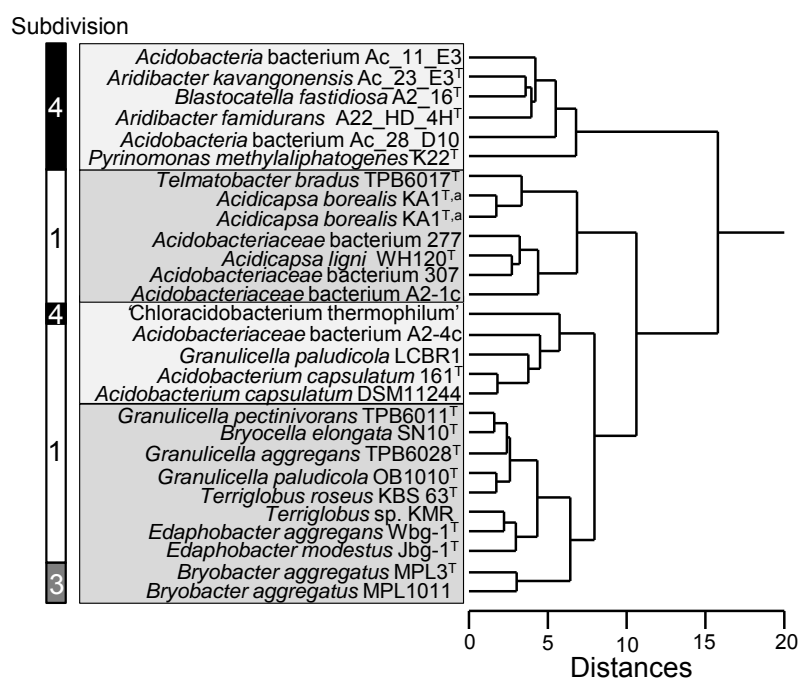 Subdivision
4
Acidobacteria bacterium Ac_11_E3
Aridibacter kavangonensis Ac_23_E3ᵀ
Blastocatella fastidiosa A2_16ᵀ
Aridibacter famidurans A22_HD_4Hᵀ
Acidobacteria bacterium Ac_28_D10
Pyrinomonas methylaliphatogenes K22ᵀ
1
Telmatobacter bradus TPB6017ᵀ
Acidicapsa borealis KA1ᵀ,ᵃ
Acidicapsa borealis KA1ᵀ,ᵃ
Acidobacteriaceae bacterium 277
Acidicapsa ligni WH120ᵀ
Acidobacteriaceae bacterium 307
Acidobacteriaceae bacterium A2-1c
4
'Chloracidobacterium thermophilum'
Acidobacteriaceae bacterium A2-4c
Granulicella paludicola LCBR1
Acidobacterium capsulatum 161ᵀ
Acidobacterium capsulatum DSM11244
1
Granulicella pectinivorans TPB6011ᵀ
Bryocella elongata SN10ᵀ
Granulicella aggregans TPB6028ᵀ
Granulicella paludicola OB1010ᵀ
Terriglobus roseus KBS 63ᵀ
Terriglobus sp. KMR
Edaphobacter aggregans Wbg-1ᵀ
Edaphobacter modestus Jbg-1ᵀ
3
Bryobacter aggregatus MPL3ᵀ
Bryobacter aggregatus MPL1011
0 5 10 15 20
Distances